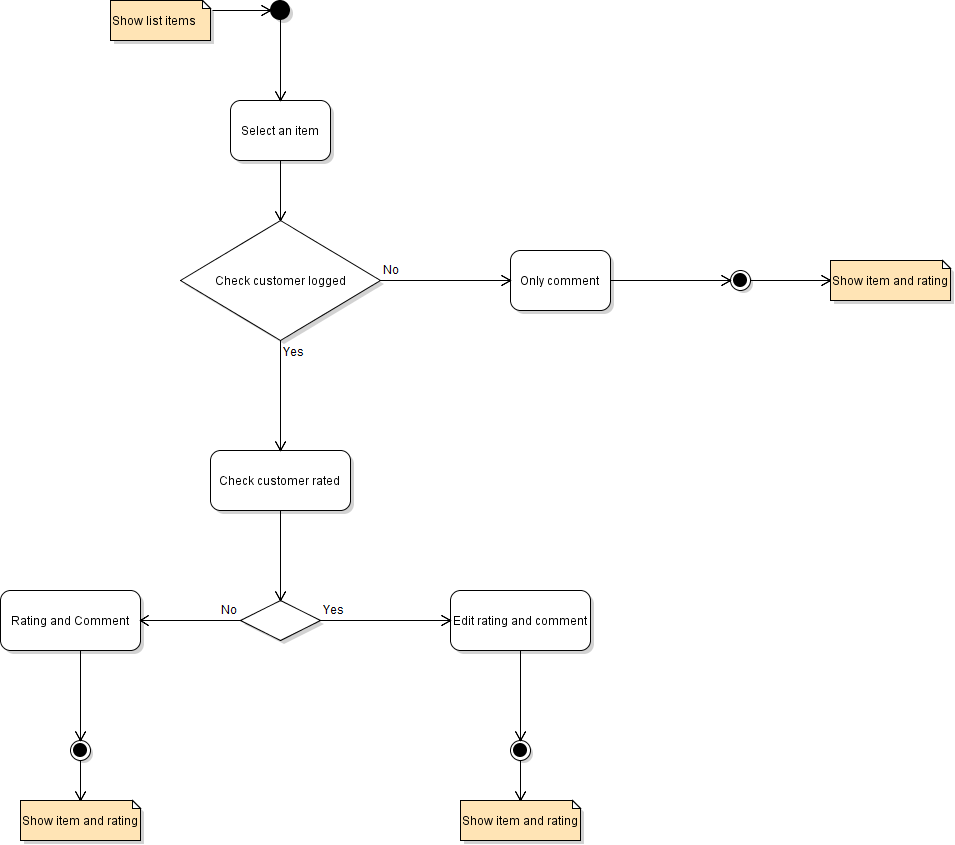 Show list items
Select an item
Check customer logged
No
Only comment
Show item and rating
Yes
Check customer rated
No
Yes
Rating and Comment
Edit rating and comment
Show item and rating
Show item and rating